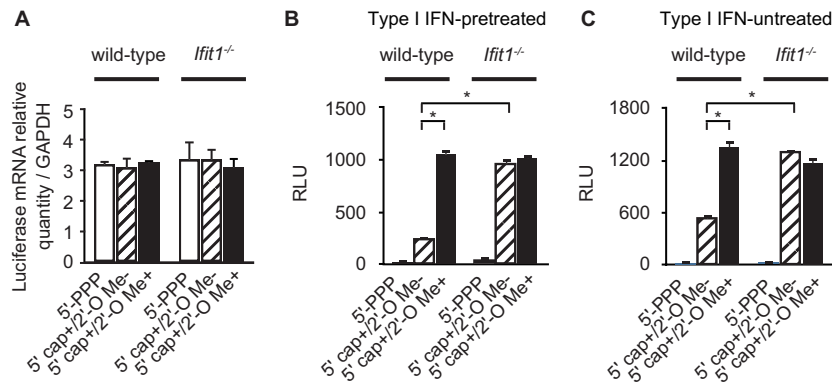 A
wild-type
Ifit1-/-
Luciferase mRNA relative
quantity / GAPDH
5
4
3
2
1
0
5'-PPP
5' cap+/2'-O Me-
5' cap+/2'-O Me+
5'-PPP
5' cap+/2'-O Me-
5' cap+/2'-O Me+
B
Type I IFN-pretreated
wild-type
Ifit1-/-
*
*
RLU
1500
1000
500
0
5'-PPP
5' cap+/2'-O Me-
5' cap+/2'-O Me+
5'-PPP
5' cap+/2'-O Me-
5' cap+/2'-O Me+
C
Type I IFN-untreated
wild-type
Ifit1-/-
*
*
RLU
1800
1200
600
0
5'-PPP
5' cap+/2'-O Me-
5' cap+/2'-O Me+
5'-PPP
5' cap+/2'-O Me-
5' cap+/2'-O Me+